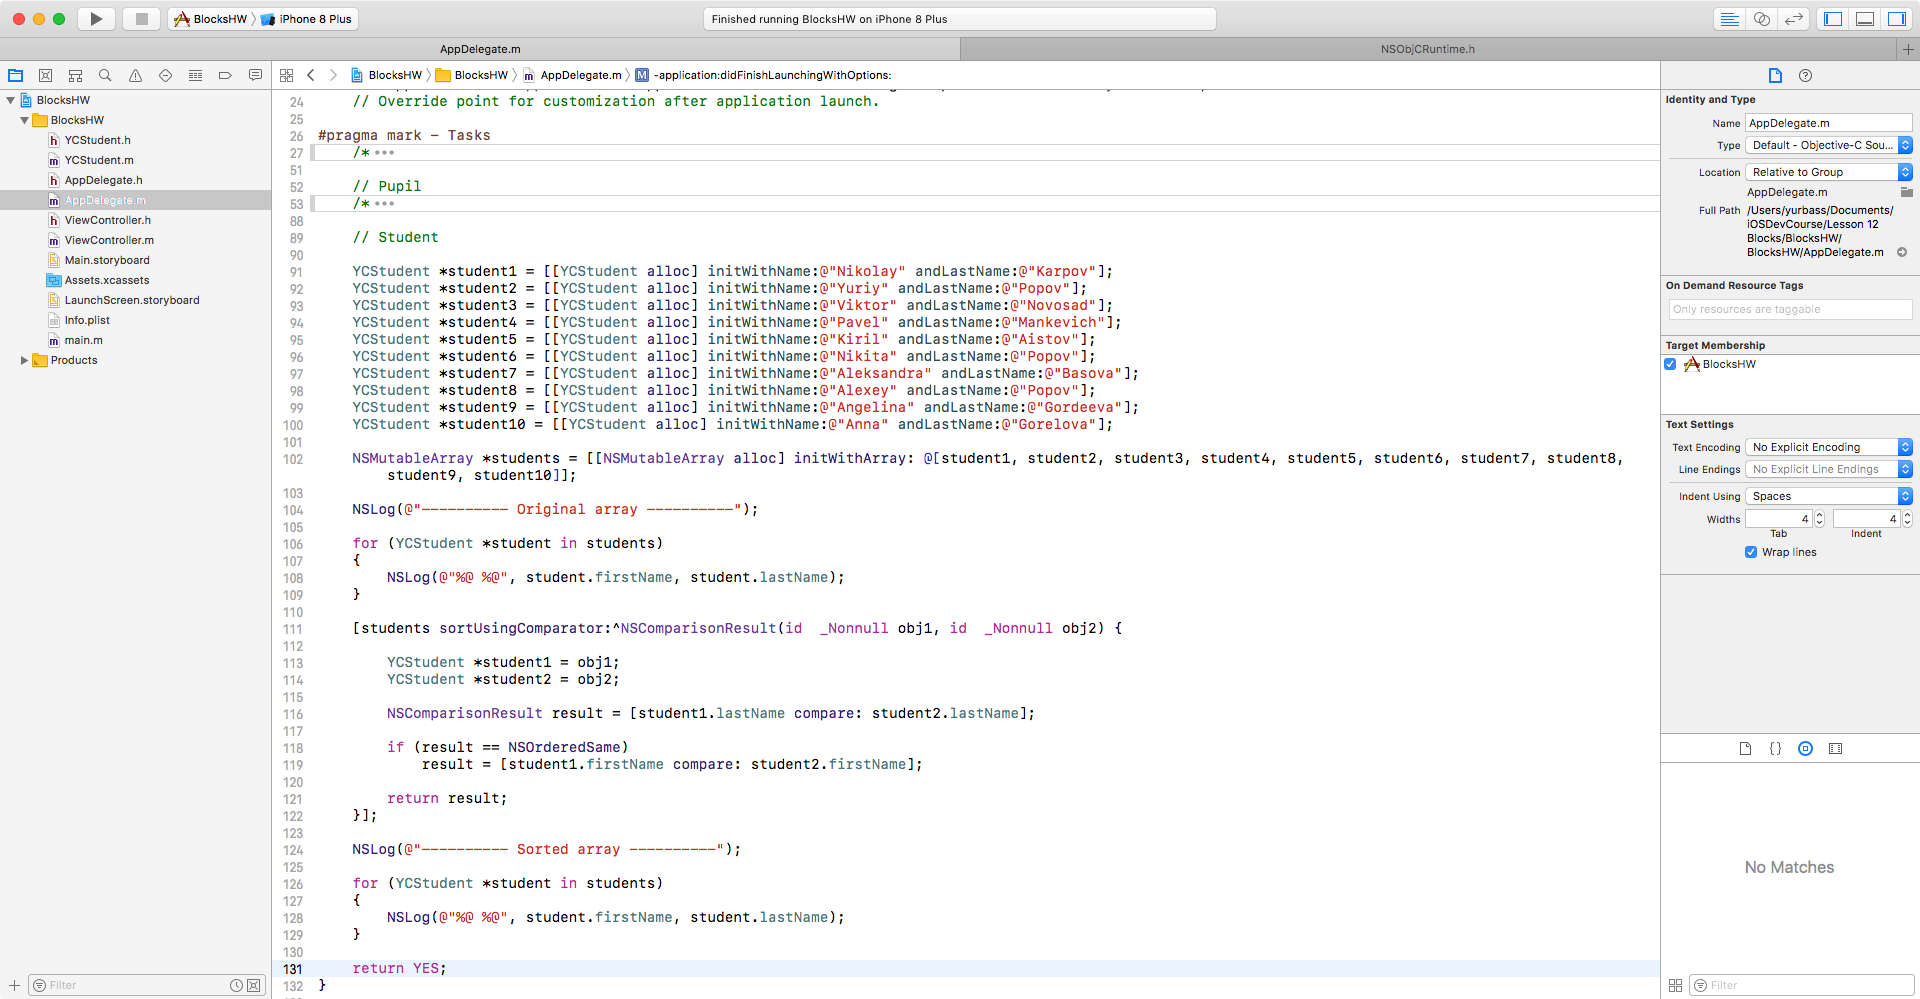 BlocksHW
iPhone 8 Plus
Finished running BlocksHW on iPhone 8 Plus
AppDelegate.m
NSObjCRuntime.h
BlocksHW
BlocksHW
AppDelegate.m
M
-application:didFinishLaunchingWithOptions:
BlocksHW
BlocksHW
h YCStudent.h
m YCStudent.m
h AppDelegate.h
m AppDelegate.m
h ViewController.h
m ViewController.m
Main.storyboard
Assets.xcassets
LaunchScreen.storyboard
Info.plist
m main.m
Products
Filter
24 // Override point for customization after application launch.
25
26 #pragma mark - Tasks
27 /* •••
51
52 // Pupil
53 /* •••
88
89 // Student
90
91 YCStudent *student1 = [[YCStudent alloc] initWithName:@"Nikolay" andLastName:@"Karpov"];
92 YCStudent *student2 = [[YCStudent alloc] initWithName:@"Yuriy" andLastName:@"Popov"];
93 YCStudent *student3 = [[YCStudent alloc] initWithName:@"Viktor" andLastName:@"Novosad"];
94 YCStudent *student4 = [[YCStudent alloc] initWithName:@"Pavel" andLastName:@"Mankevich"];
95 YCStudent *student5 = [[YCStudent alloc] initWithName:@"Kiril" andLastName:@"Aistov"];
96 YCStudent *student6 = [[YCStudent alloc] initWithName:@"Nikita" andLastName:@"Popov"];
97 YCStudent *student7 = [[YCStudent alloc] initWithName:@"Aleksandra" andLastName:@"Basova"];
98 YCStudent *student8 = [[YCStudent alloc] initWithName:@"Alexey" andLastName:@"Popov"];
99 YCStudent *student9 = [[YCStudent alloc] initWithName:@"Angelina" andLastName:@"Gordeeva"];
100 YCStudent *student10 = [[YCStudent alloc] initWithName:@"Anna" andLastName:@"Gorelova"];
101
102 NSMutableArray *students = [[NSMutableArray alloc] initWithArray: @[student1, student2, student3, student4, student5, student6, student7, student8,
student9, student10]];
103
104 NSLog(@"---------- Original array ----------");
105
106 for (YCStudent *student in students)
107 {
108 NSLog(@"%@ %@", student.firstName, student.lastName);
109 }
110
111 [students sortUsingComparator:^NSComparisonResult(id  _Nonnull obj1, id  _Nonnull obj2) {
112
113 YCStudent *student1 = obj1;
114 YCStudent *student2 = obj2;
115
116 NSComparisonResult result = [student1.lastName compare: student2.lastName];
117
118 if (result == NSOrderedSame)
119 result = [student1.firstName compare: student2.firstName];
120
121 return result;
122 }];
123
124 NSLog(@"---------- Sorted array ----------");
125
126 for (YCStudent *student in students)
127 {
128 NSLog(@"%@ %@", student.firstName, student.lastName);
129 }
130
131 return YES;
132 }
Identity and Type
Name AppDelegate.m
Type Default - Objective-C Sou...
Location Relative to Group
AppDelegate.m
Full Path /Users/yurbass/Documents/
iOSDevCourse/Lesson 12
Blocks/BlocksHW/
BlocksHW/AppDelegate.m
On Demand Resource Tags
Only resources are taggable
Target Membership
BlocksHW
Text Settings
Text Encoding No Explicit Encoding
Line Endings No Explicit Line Endings
Indent Using Spaces
Widths 4 4
Tab Indent
Wrap lines
{}
No Matches
Filter